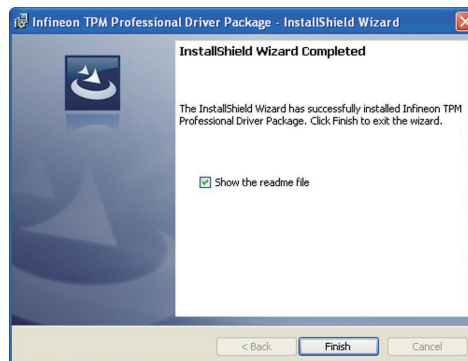 Infineon TPM Professional Driver Package - InstallShield Wizard
InstallShield Wizard Completed
The InstallShield Wizard has successfully installed Infineon TPM
Professional Driver Package. Click Finish to exit the wizard.
Show the readme file
< Back Finish Cancel